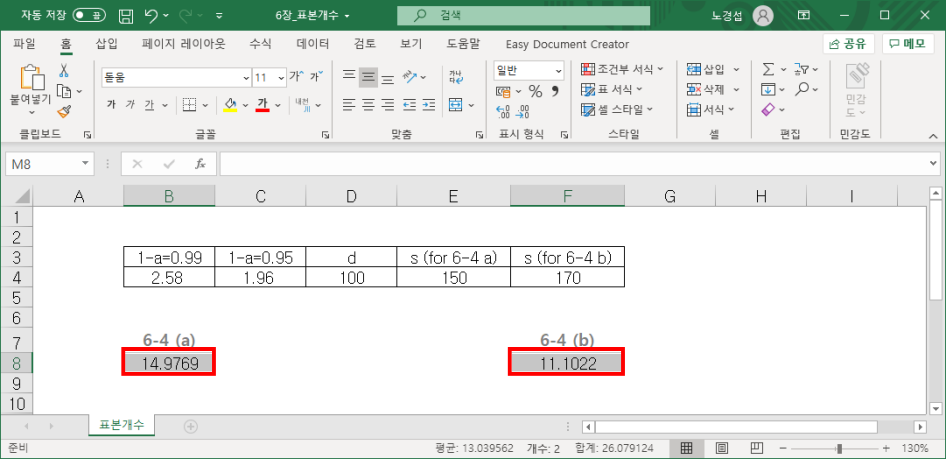 자동 저장 끔 6장_표본개수 검색 노경섭
파일 홈 삽입 페이지 레이아웃 수식 데이터 검토 보기 도움말 Easy Document Creator 공유 메모
붙여넣기 돋움 11 가 가 가 가 가 내천 가나 다 일반 % 조건부 서식 표 서식 셀 스타일 삽입 삭제 서식 민감도
클립보드 글꼴 맞춤 표시 형식 스타일 셀 편집 민감도
M8 fx
A B C D E F G H I
1
2
3 1-a=0.99 1-a=0.95 d s (for 6-4 a) s (for 6-4 b)
4 2.58 1.96 100 150 170
5
6
7 6-4 (a) 6-4 (b)
8 14.9769 11.1022
9
10
표본개수
준비 평균: 13.039562 개수: 2 합계: 26.079124 130%